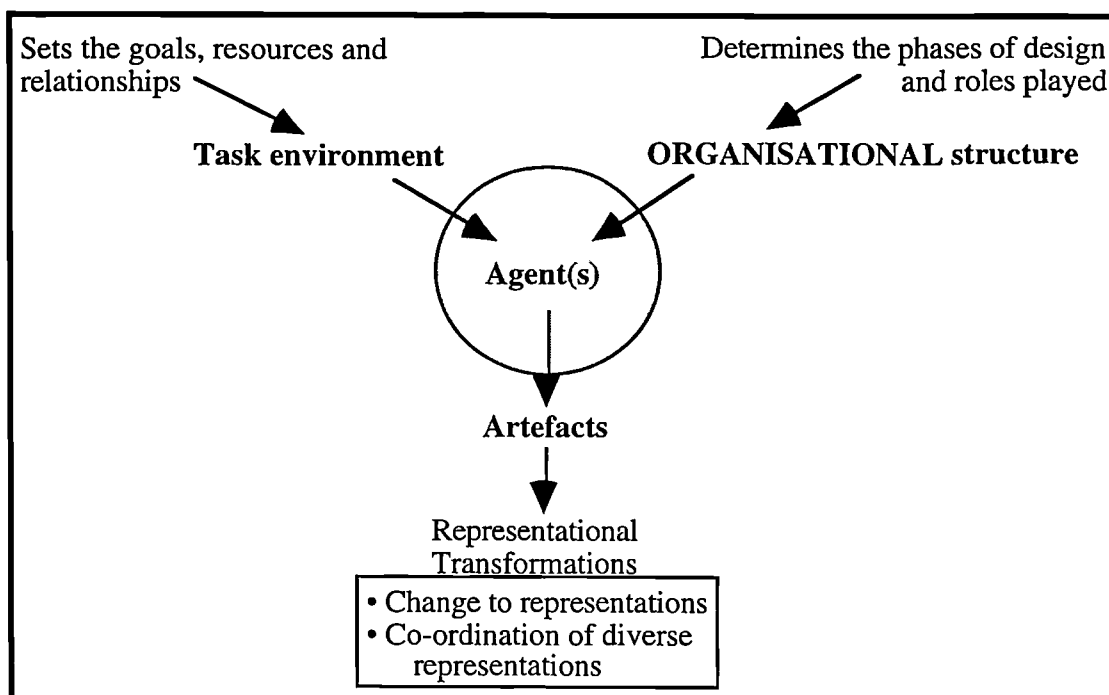 Sets the goals, resources and
relationships
Determines the phases of design
and roles played
Task environment
ORGANISATIONAL structure
Agent(s)
Artefacts
Representational
Transformations
• Change to representations
• Co-ordination of diverse
representations